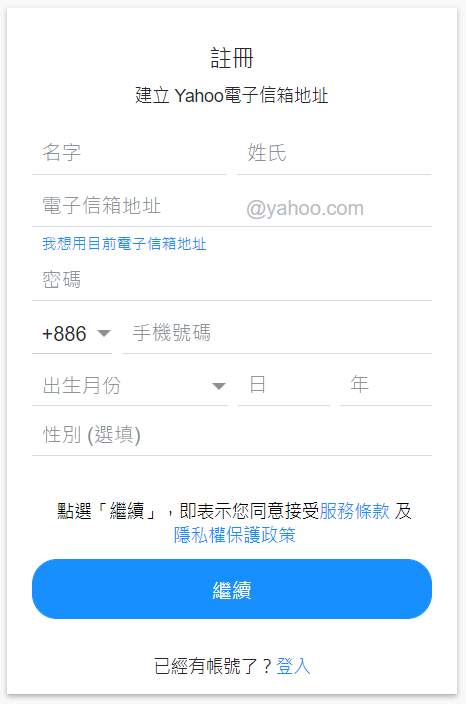 註冊
建立 Yahoo電子信箱地址
名字 姓氏
電子信箱地址 @yahoo.com
我想用目前電子信箱地址
密碼
+886 手機號碼
出生月份 日 年
性別 (選填)
點選「繼續」，即表示您同意接受服務條款 及
隱私權保護政策
繼續
已經有帳號了？登入